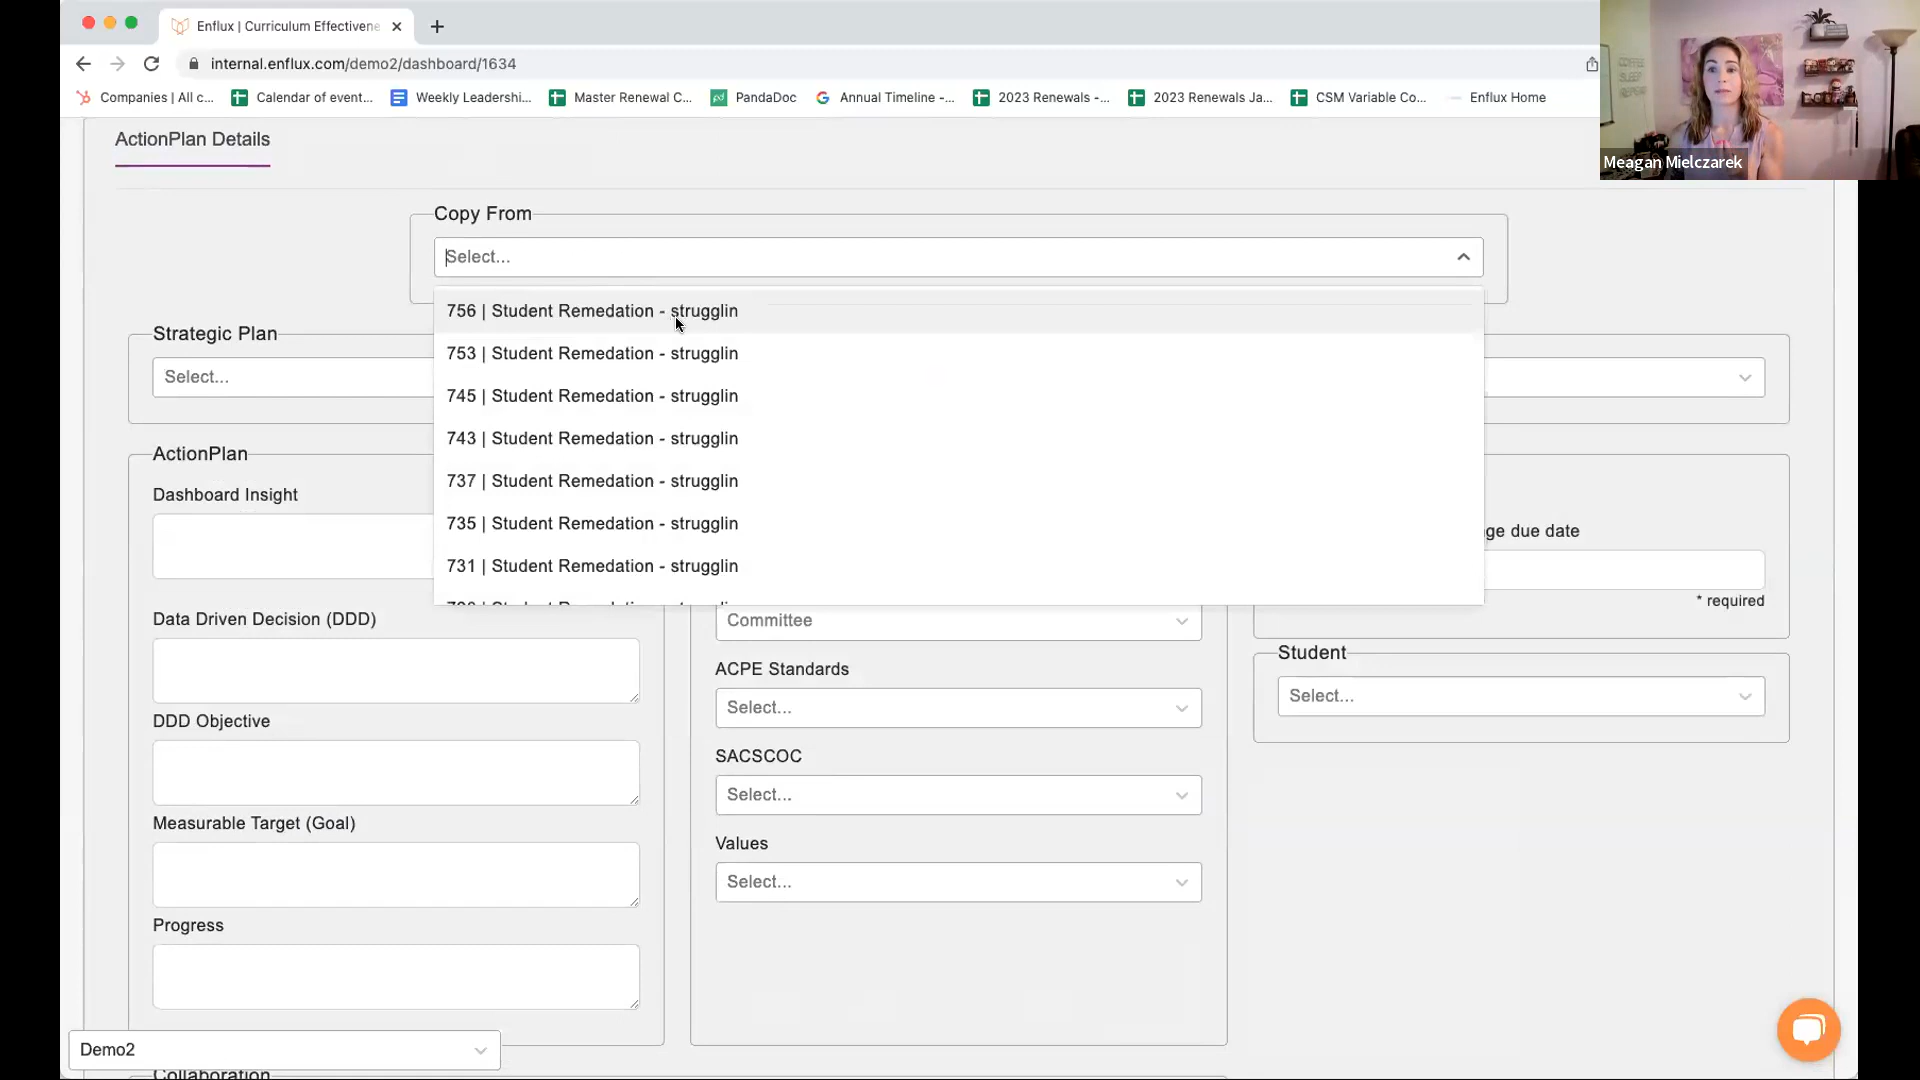 Enflux | Curriculum Effectivene
internal.enflux.com/demo2/dashboard/1634
Companies | All c...
Calendar of event...
Weekly Leadershi...
Master Renewal C...
PandaDoc
Annual Timeline -...
2023 Renewals -...
2023 Renewals Ja...
CSM Variable Co...
Enflux Home
Meagan Mielczarek
ActionPlan Details
Copy From
Select...
756 | Student Remedation - strugglin
753 | Student Remedation - strugglin
745 | Student Remedation - strugglin
743 | Student Remedation - strugglin
737 | Student Remedation - strugglin
735 | Student Remedation - strugglin
731 | Student Remedation - strugglin
Strategic Plan
Select...
ActionPlan
Dashboard Insight
Data Driven Decision (DDD)
DDD Objective
Measurable Target (Goal)
Progress
Committee
ACPE Standards
Select...
SACSCOC
Select...
Values
Select...
ge due date
* required
Student
Select...
Demo2
Collaboration